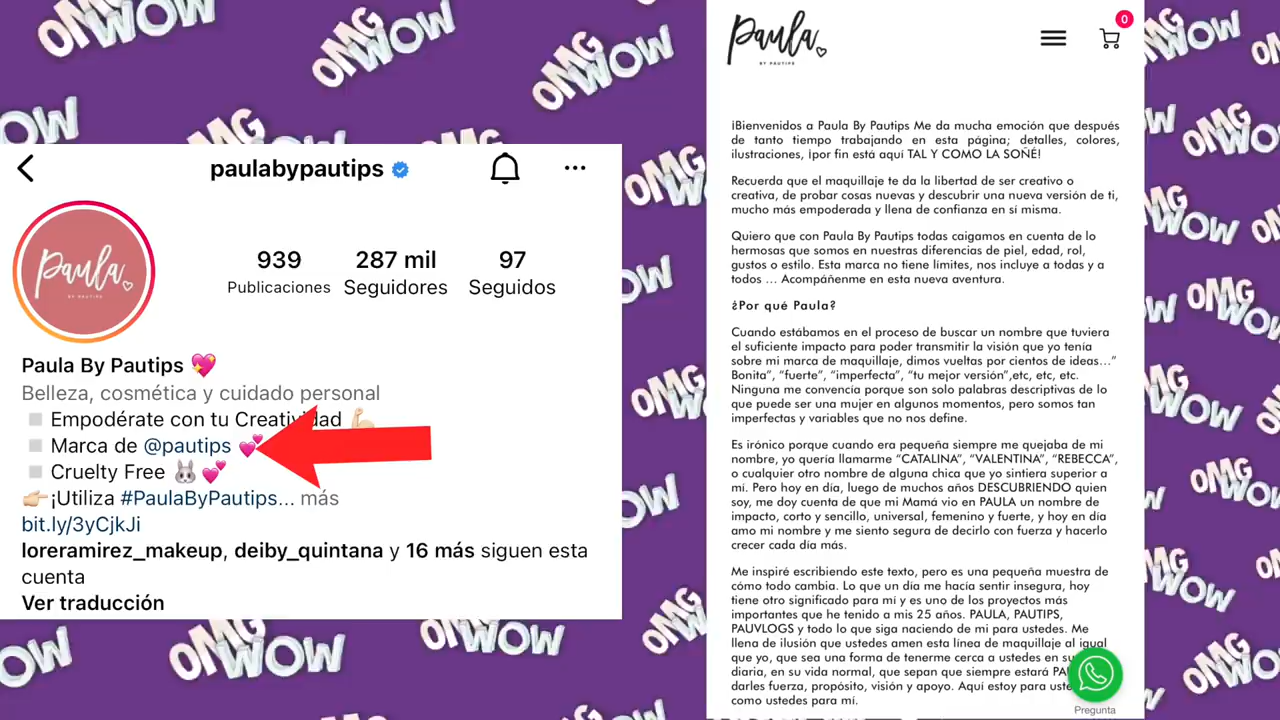 paulabypautips
Paula
BY PAUTIPS
939
Publicaciones
287 mil
Seguidores
97
Seguidos
Paula By Pautips
Belleza, cosmética y cuidado personal
Empodérate con tu Creatividad
Marca de @pautips
Cruelty Free
¡Utiliza #PaulaByPautips... más
bit.ly/3yCjkJi
loreramirez_makeup, deiby_quintana y 16 más siguen esta
cuenta
Ver traducción
Paula
BY PAUTIPS
0
¡Bienvenidos a Paula By Pautips Me da mucha emoción que después
de tanto tiempo trabajando en esta página; detalles, colores,
ilustraciones, ¡por fin está aquí TAL Y COMO LA SOÑÉ!
Recuerda que el maquillaje te da la libertad de ser creativo o
creativa, de probar cosas nuevas y descubrir una nueva versión de ti,
mucho más empoderada y llena de confianza en sí misma.
Quiero que con Paula By Pautips todas caigamos en cuenta de lo
hermosas que somos en nuestras diferencias de piel, edad, rol,
gustos o estilo. Esta marca no tiene límites, nos incluye a todas y a
todos ... Acompáñenme en esta nueva aventura.
¿Por qué Paula?
Cuando estábamos en el proceso de buscar un nombre que tuviera
el suficiente impacto para poder transmitir la visión que yo tenía
sobre mi marca de maquillaje, dimos vueltas por cientos de ideas…“
Bonita”, “fuerte”, “imperfecta”, “tu mejor versión”,etc, etc, etc.
Ninguna me convencía porque son solo palabras descriptivas de lo
que puede ser una mujer en algunos momentos, pero somos tan
imperfectas y variables que no nos define.
Es irónico porque cuando era pequeña siempre me quejaba de mi
nombre, yo quería llamarme “CATALINA”, “VALENTINA”, “REBECCA”,
o cualquier otro nombre de alguna chica que yo sintiera superior a
mí. Pero hoy en día, luego de muchos años DESCUBRIENDO quien
soy, me doy cuenta de que mi Mamá vio en PAULA un nombre de
impacto, corto y sencillo, universal, femenino y fuerte, y hoy en día
amo mi nombre y me siento segura de decirlo con fuerza y hacerlo
crecer cada día más.
Me inspiré escribiendo este texto, pero es una pequeña muestra de
cómo todo cambia. Lo que un día me hacía sentir insegura, hoy
tiene otro significado para mí y es uno de los proyectos más
importantes que he tenido a mis 25 años. PAULA, PAUTIPS,
PAUVLOGS y todo lo que siga naciendo de mi para ustedes. Me
llena de ilusión que ustedes amen esta línea de maquillaje al igual
que yo, que sea una forma de tenerme cerca a ustedes en su
diaria, en su vida normal, que sepan que siempre estará
darles fuerza, propósito, visión y apoyo. Aquí estoy para
como ustedes para mí.
Pregunta
OMG
WOW